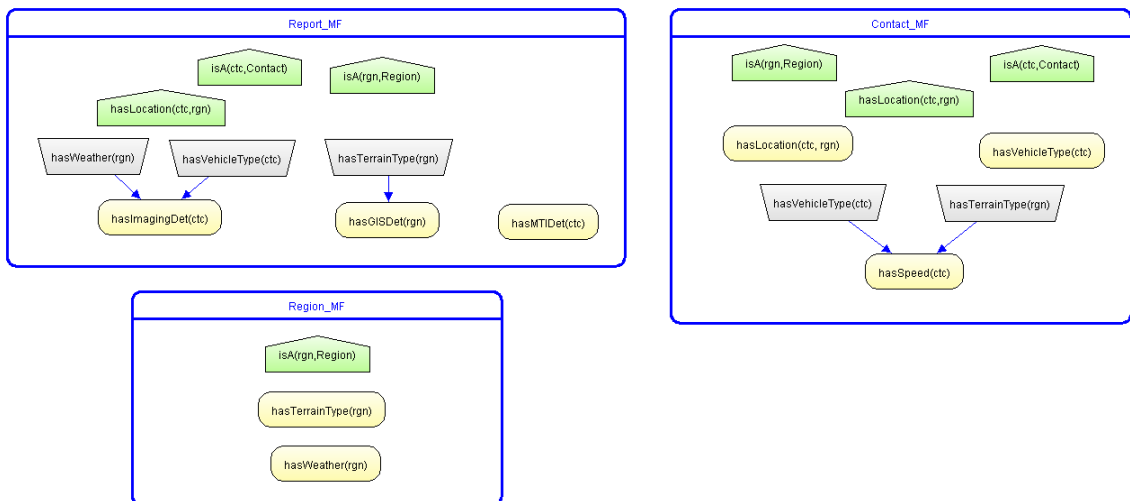 Report_MF
isA(ctc,Contact)
isA(rgn,Region)
hasLocation(ctc,rgn)
hasWeather(rgn)
hasVehicleType(ctc)
hasTerrainType(rgn)
hasImagingDet(ctc)
hasGISDet(rgn)
hasMTIDet(ctc)
Contact_MF
isA(rgn,Region)
isA(ctc,Contact)
hasLocation(ctc,rgn)
hasLocation(ctc, rgn)
hasVehicleType(ctc)
hasVehicleType(ctc)
hasTerrainType(rgn)
hasSpeed(ctc)
Region_MF
isA(rgn,Region)
hasTerrainType(rgn)
hasWeather(rgn)